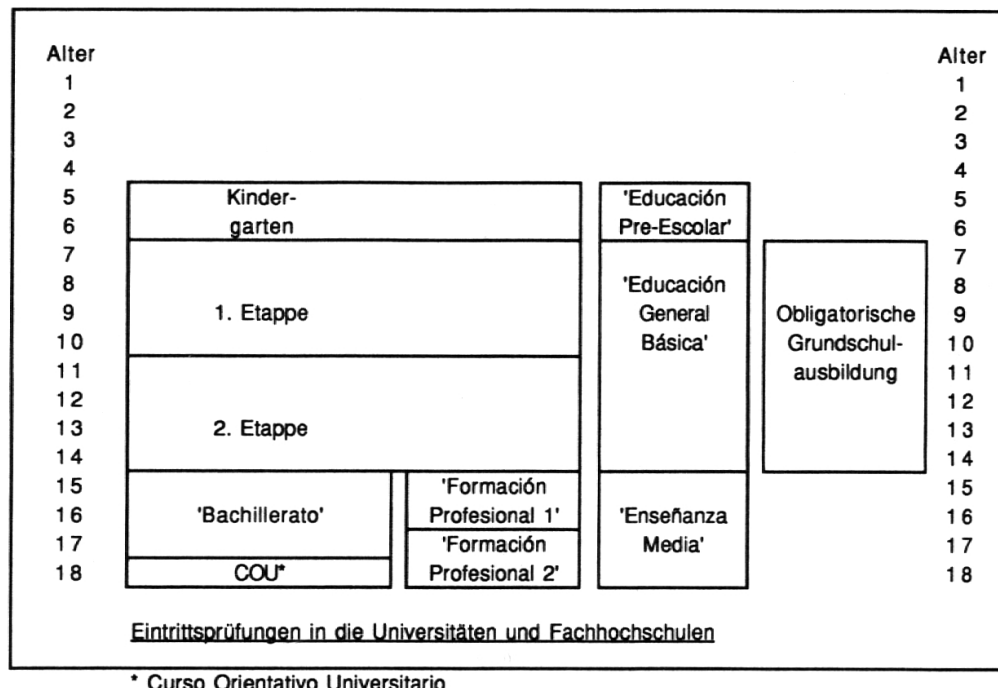 Alter Alter
1 1
2 2
3 3
4 4
5 Kinder- 'Educación 5
6 garten Pre-Escolar' 6
7 7
8 'Educación 8
9 1. Etappe General Obligatorische 9
10 Básica' Grundschul- 10
11 ausbildung 11
12 12
13 2. Etappe 13
14 14
15 'Formación 15
16 'Bachillerato' Profesional 1' 'Enseñanza 16
17 'Formación Media' 17
18 COU* Profesional 2' 18
Eintrittsprüfungen in die Universitäten und Fachhochschulen
* Curso Orientativo Universitario